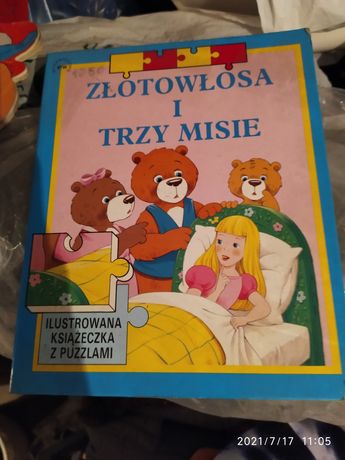 ZŁOTOWŁOSA
I
TRZY MISIE
ILUSTROWANA
KSIĄŻECZKA
Z PUZZLAMI
2021/7/17 11:05